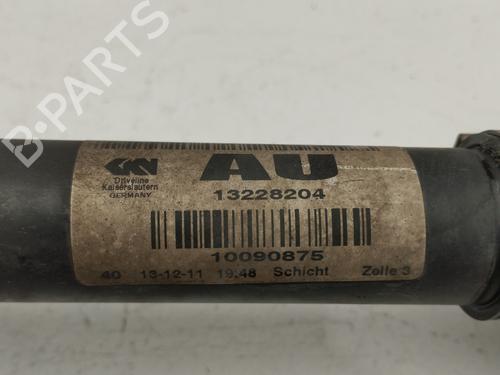 B-PARTS
AU
GKN
Driveline
Kaiserslautern
GERMANY
13228204
10090875
40 13-12-11 19:48 Schicht Zelle 3